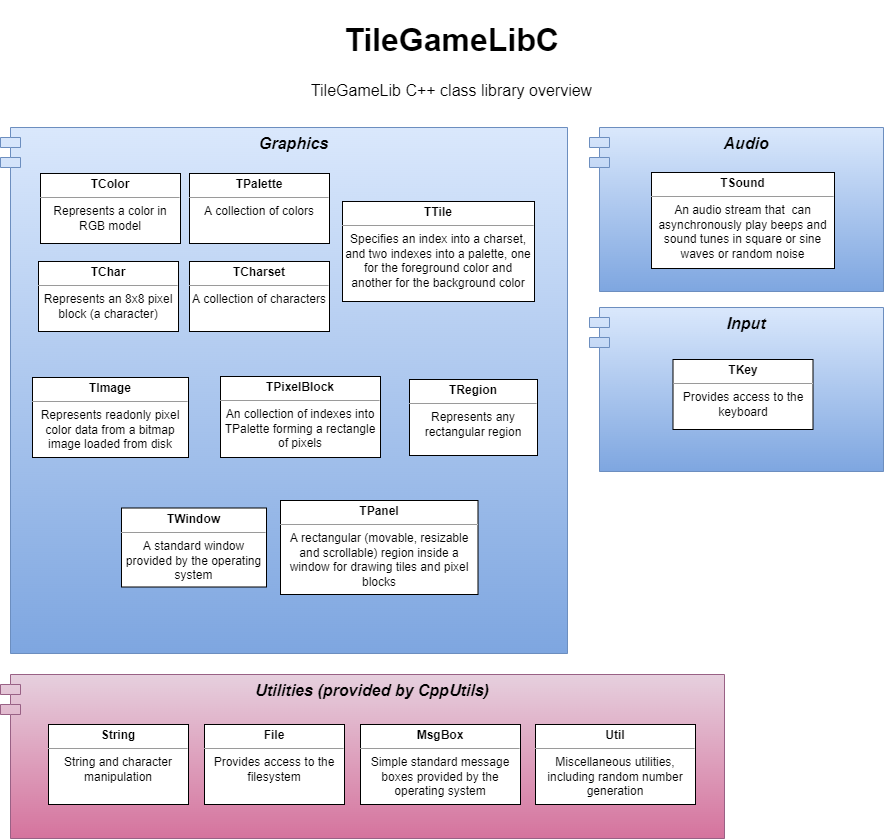 TileGameLibC
TileGameLib C++ class library overview
Graphics
TColor
Represents a color in
RGB model
TPalette
A collection of colors
TTile
Specifies an index into a charset,
and two indexes into a palette, one
for the foreground color and
another for the background color
TChar
Represents an 8x8 pixel
block (a character)
TCharset
A collection of characters
TImage
Represents readonly pixel
color data from a bitmap
image loaded from disk
TPixelBlock
An collection of indexes into
TPalette forming a rectangle
of pixels
TRegion
Represents any
rectangular region
TWindow
A standard window
provided by the operating
system
TPanel
A rectangular (movable, resizable
and scrollable) region inside a
window for drawing tiles and pixel
blocks
Audio
TSound
An audio stream that can
asynchronously play beeps and
sound tunes in square or sine
waves or random noise
Input
TKey
Provides access to the
keyboard
Utilities (provided by CppUtils)
String
String and character
manipulation
File
Provides access to the
filesystem
MsgBox
Simple standard message
boxes provided by the
operating system
Util
Miscellaneous utilities,
including random number
generation